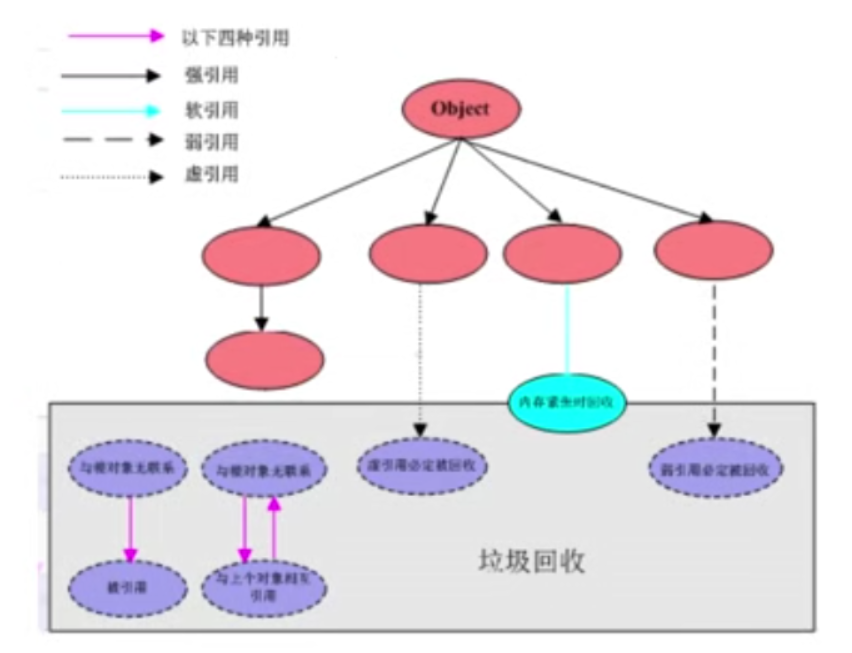 以下四种引用
强引用
软引用
弱引用
虚引用
Object
内存紧张时回收
与根对象无联系
与根对象无联系
虚引用必定被回收
弱引用必定被回收
被引用
与上个对象相互
引用
垃圾回收